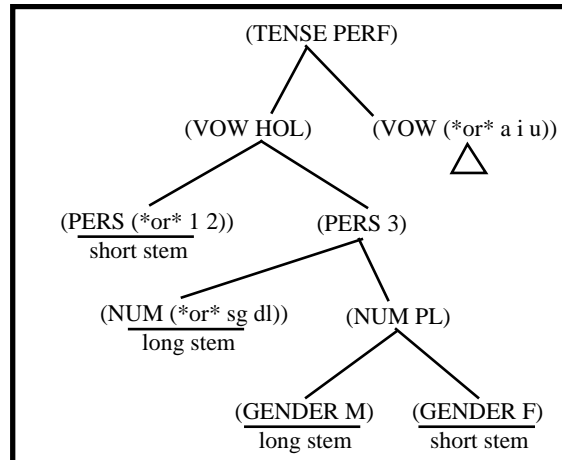 (TENSE PERF)
(VOW HOL)
(VOW (*or* a i u))
(PERS (*or* 1 2))
short stem
(PERS 3)
(NUM (*or* sg dl))
long stem
(NUM PL)
(GENDER M)
long stem
(GENDER F)
short stem